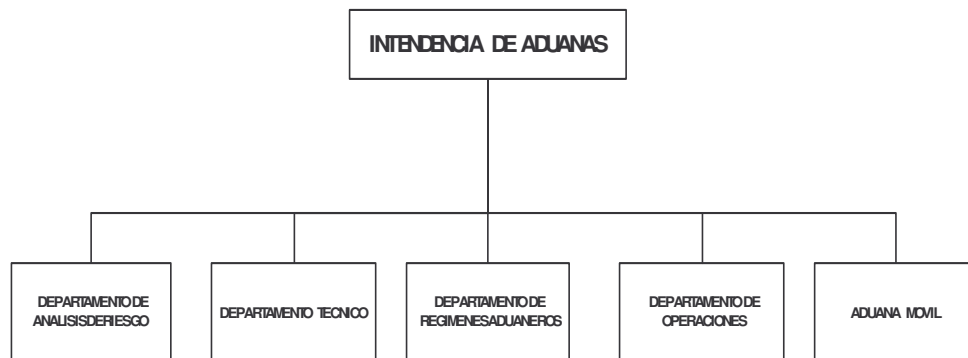 INTENDENCIA DE ADUANAS
DEPARTAMENTO DE
ANALISIS DE RIESGO
DEPARTAMENTO TECNICO
DEPARTAMENTO DE
REGIMENES ADUANEROS
DEPARTAMENTO DE
OPERACIONES
ADUANA MOVIL